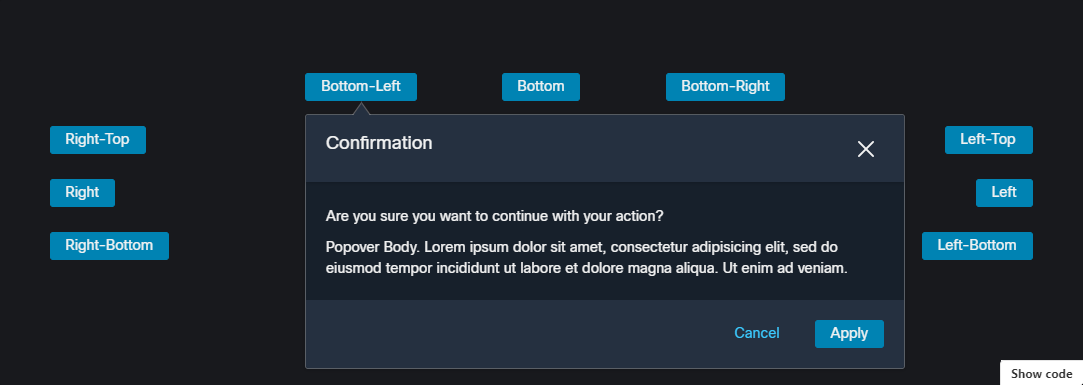 Bottom-Left Bottom Bottom-Right
Right-Top
Confirmation
Left-Top
Right
Left
Are you sure you want to continue with your action?
Right-Bottom
Popover Body. Lorem ipsum dolor sit amet, consectetur adipisicing elit, sed do
Left-Bottom
eiusmod tempor incididunt ut labore et dolore magna aliqua. Ut enim ad veniam.
Cancel Apply
Show code